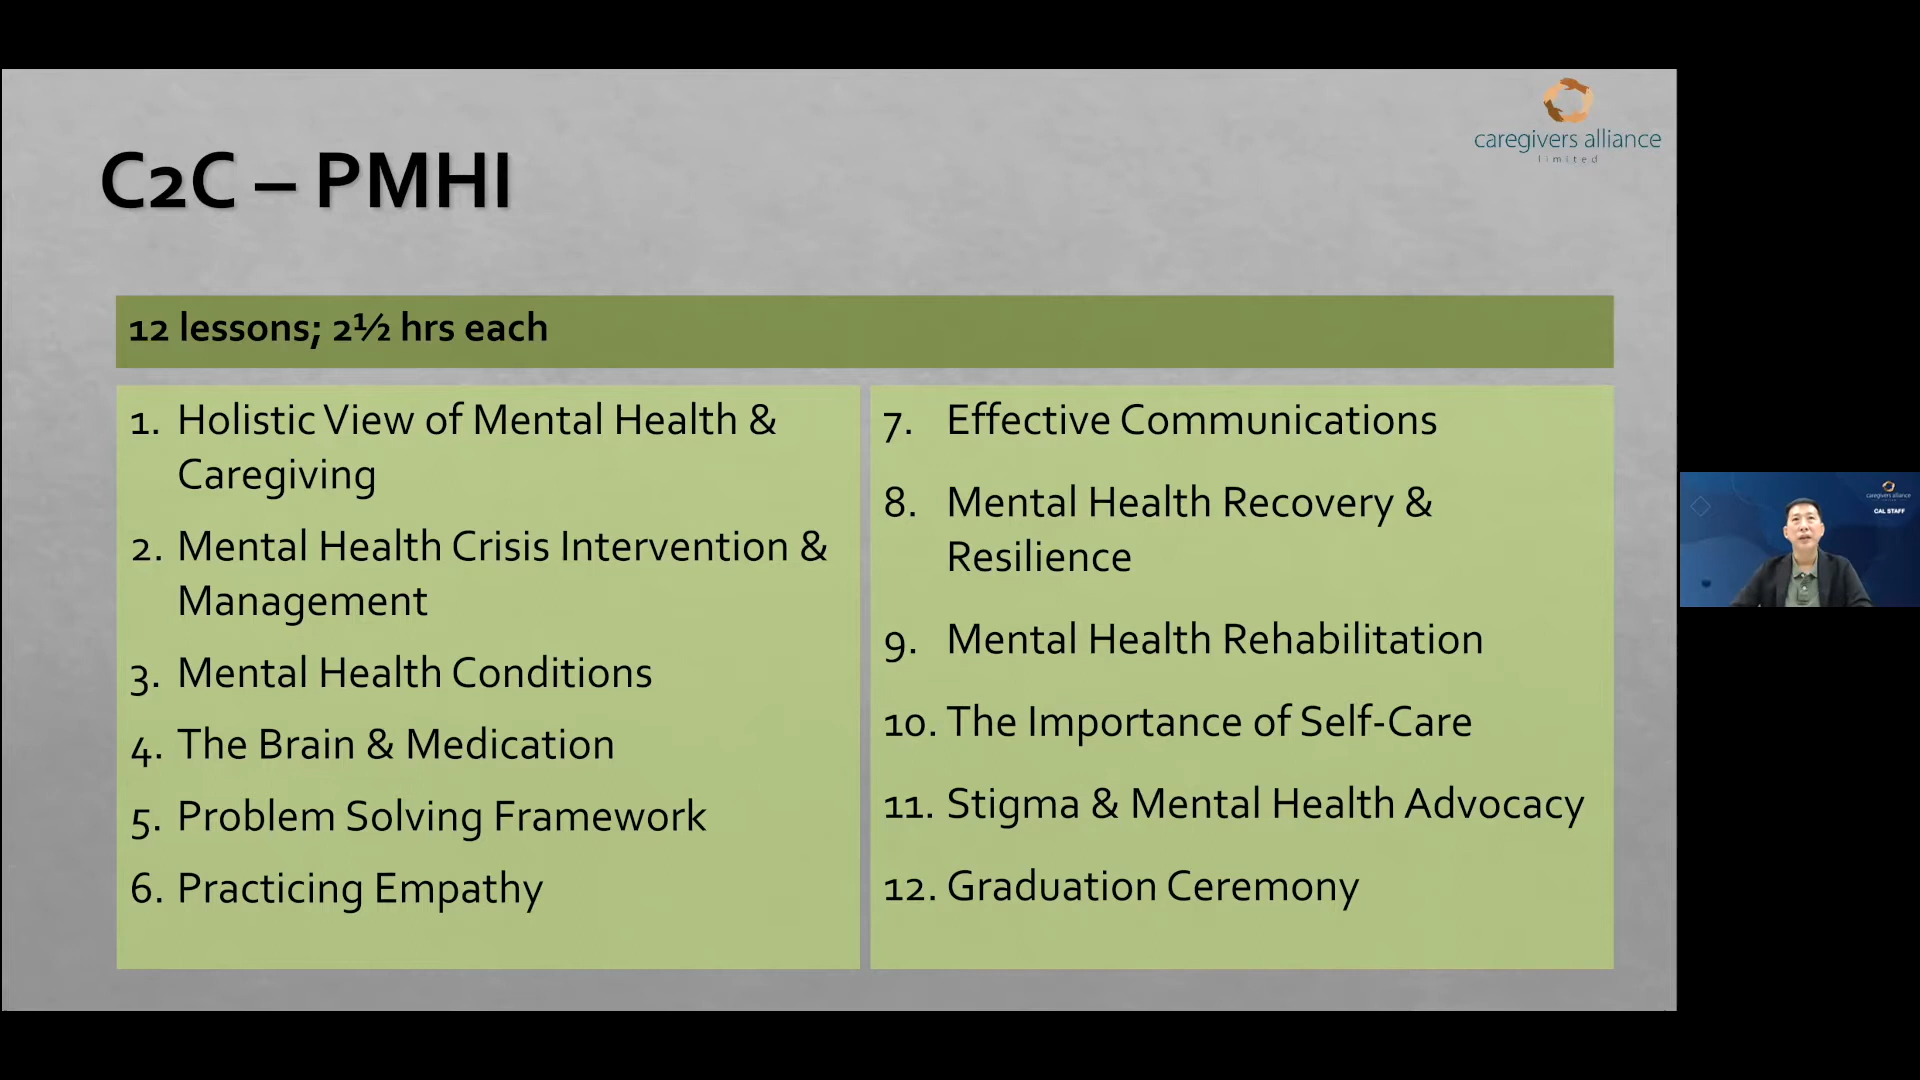 caregivers alliance
limited
C2C – PMHI
12 lessons; 2½ hrs each
1. Holistic View of Mental Health &
Caregiving
2. Mental Health Crisis Intervention &
Management
3. Mental Health Conditions
4. The Brain & Medication
5. Problem Solving Framework
6. Practicing Empathy
7. Effective Communications
8. Mental Health Recovery &
Resilience
9. Mental Health Rehabilitation
10. The Importance of Self-Care
11. Stigma & Mental Health Advocacy
12. Graduation Ceremony
caregivers alliance
CAL STAFF